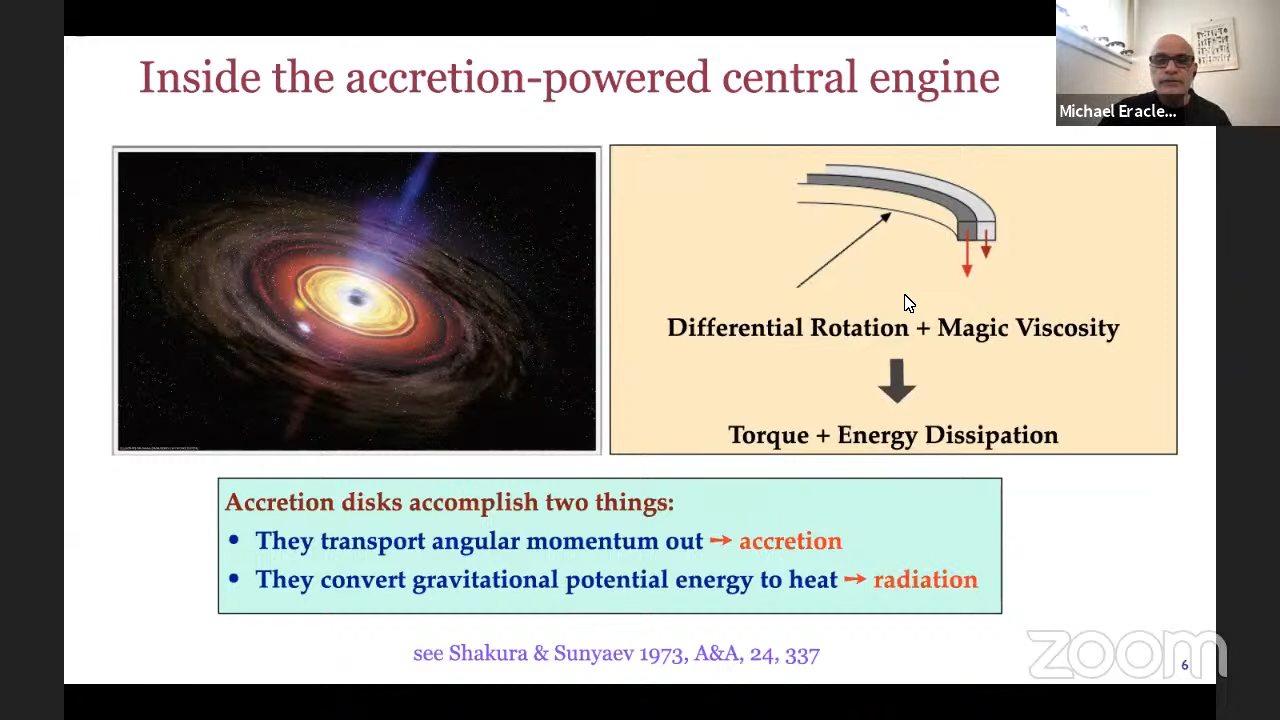 Inside the accretion-powered central engine
Michael Eracle...
Differential Rotation + Magic Viscosity
Torque + Energy Dissipation
Accretion disks accomplish two things:
• They transport angular momentum out → accretion
• They convert gravitational potential energy to heat → radiation
see Shakura & Sunyaev 1973, A&A, 24, 337
zoom
6